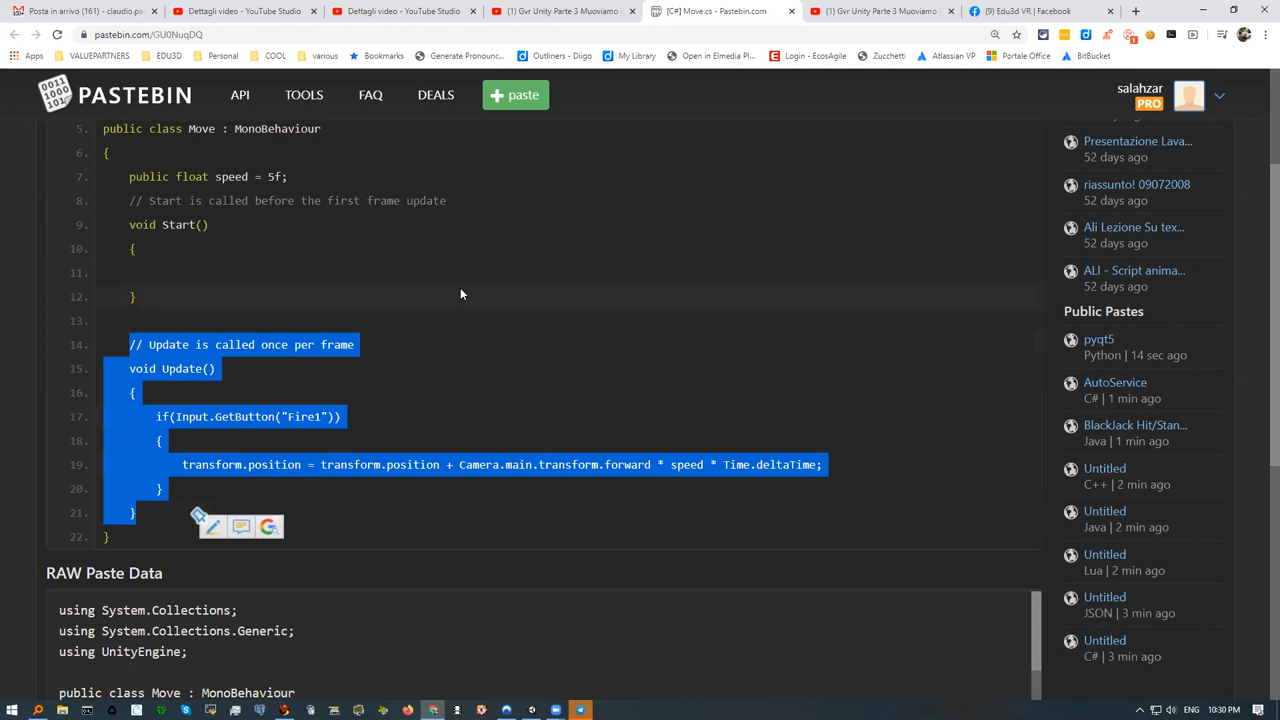 Posta in arrivo (161) - claudio.pa
Dettagli video - YouTube Studio
Dettagli video - YouTube Studio
(1) Gvr Unity Parte 3 Muoviamo i
[C#] Move.cs - Pastebin.com
(1) Gvr Unity Parte 3 Muoviamo i
(9) Edu3d VR | Facebook
pastebin.com/GU0NuqDQ
Apps
VALUEPARTNERS
EDU3D
Personal
COOL
various
Bookmarks
Generate Pronounc...
Outliners - Diigo
My Library
Open in Elmedia Pl...
Login - EcosAgile
Zucchetti
Atlassian VP
Portale Office
BitBucket
PASTEBIN
API
TOOLS
FAQ
DEALS
+ paste
salahzar
PRO
5. public class Move : MonoBehaviour
6. {
7. public float speed = 5f;
8. // Start is called before the first frame update
9. void Start()
10. {
11.
12. }
13.
14. // Update is called once per frame
15. void Update()
16. {
17. if(Input.GetButton("Fire1"))
18. {
19. transform.position = transform.position + Camera.main.transform.forward * speed * Time.deltaTime;
20. }
21. }
22. }
RAW Paste Data
using System.Collections;
using System.Collections.Generic;
using UnityEngine;
public class Move : MonoBehaviour
Presentazione Lava...
52 days ago
riassunto! 09072008
52 days ago
Ali Lezione Su tex...
52 days ago
ALI - Script anima...
52 days ago
Public Pastes
pyqt5
Python | 14 sec ago
AutoService
C# | 1 min ago
BlackJack Hit/Stan...
Java | 1 min ago
Untitled
C++ | 2 min ago
Untitled
Java | 2 min ago
Untitled
Lua | 2 min ago
Untitled
JSON | 3 min ago
Untitled
C# | 3 min ago
10:30 PM